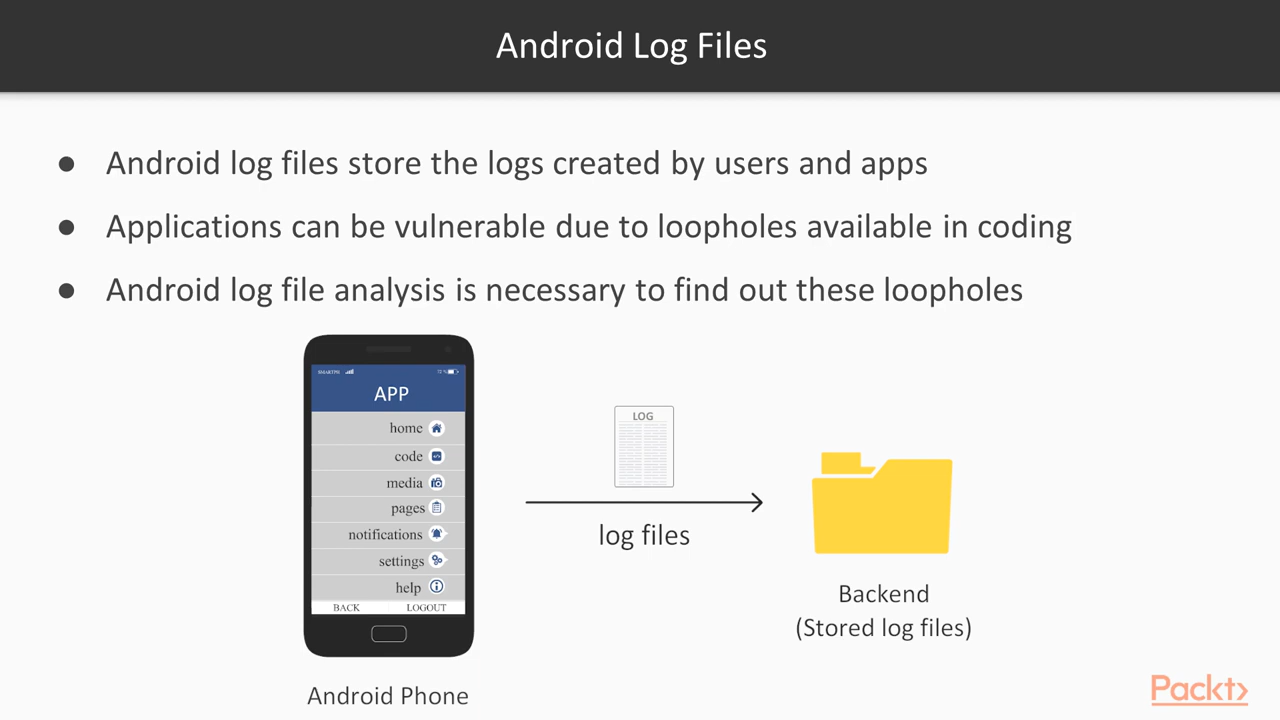 Android Log Files
● Android log files store the logs created by users and apps
● Applications can be vulnerable due to loopholes available in coding
● Android log file analysis is necessary to find out these loopholes
APP
home
code
media
pages
notifications
settings
help
BACK LOGOUT
Android Phone
LOG
log files
Backend
(Stored log files)
Packt>